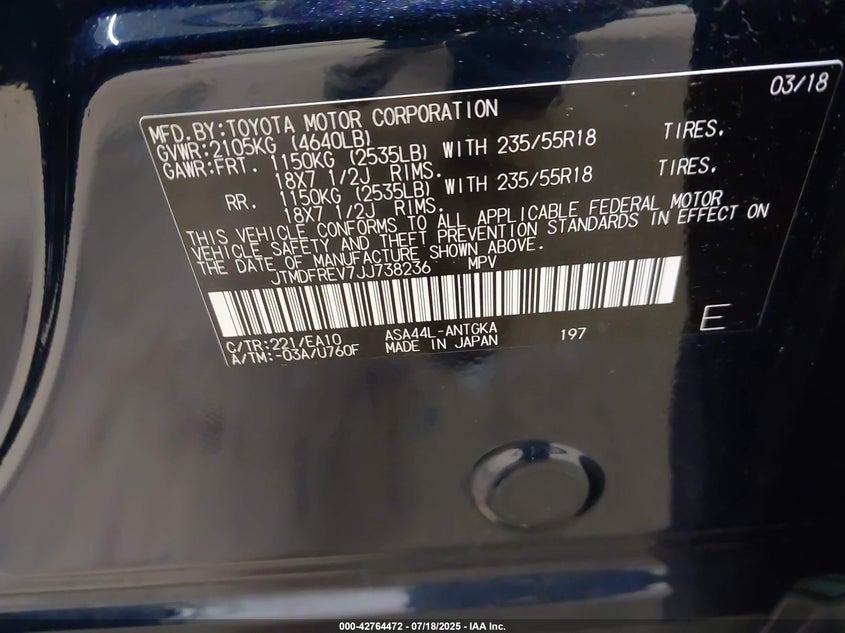 03/18
MFD.BY:TOYOTA MOTOR CORPORATION
GVWR:2105KG (4640LB)
GAWR:FRT. 1150KG (2535LB) WITH 235/55R18 TIRES.
18X7 1/2J RIMS.
RR. 1150KG (2535LB) WITH 235/55R18 TIRES.
18X7 1/2J RIMS.
THIS VEHICLE CONFORMS TO ALL APPLICABLE FEDERAL MOTOR
VEHICLE SAFETY AND THEFT PREVENTION STANDARDS IN EFFECT ON
THE DATE OF MANUFACTURE SHOWN ABOVE.
JTMDFREV7JJ738236 MPV
E
C/TR:221/EA10 ASA44L-ANTGKA 197
A/TM:-03A/U760F MADE IN JAPAN
000-42764472 - 07/18/2025 - IAA Inc.